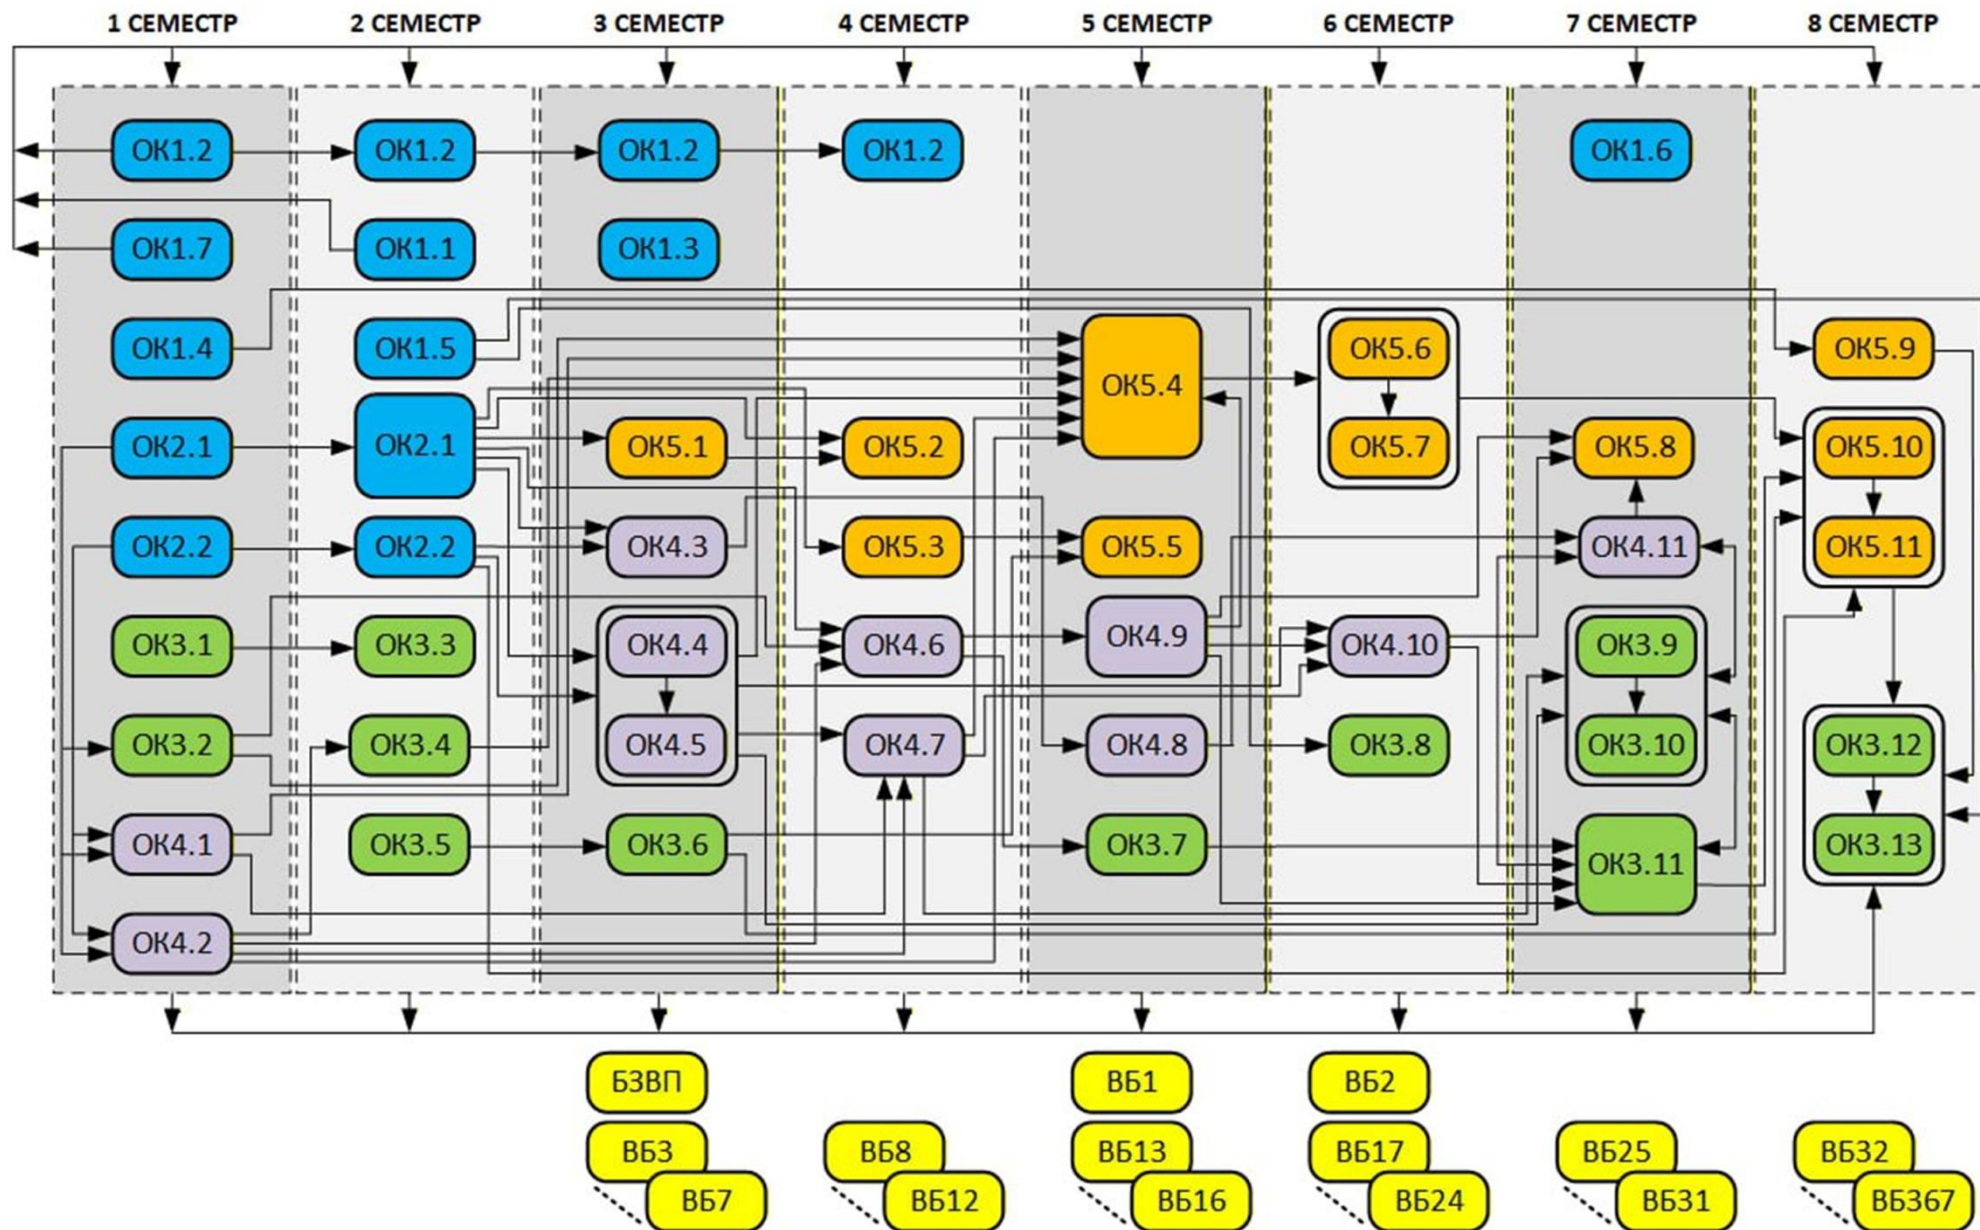 1 СЕМЕСТР 2 СЕМЕСТР 3 СЕМЕСТР 4 СЕМЕСТР 5 СЕМЕСТР 6 СЕМЕСТР 7 СЕМЕСТР 8 СЕМЕСТР
ОК1.2 ОК1.2 ОК1.2 ОК1.2 ОК1.6
ОК1.7 ОК1.1 ОК1.3
ОК1.4 ОК1.5 ОК5.6 ОК5.9
ОК5.4
ОК2.1 ОК2.1 ОК5.1 ОК5.2 ОК5.7 ОК5.8 ОК5.10
ОК2.2 ОК2.2 ОК4.3 ОК5.3 ОК5.5 ОК4.11 ОК5.11
ОК3.1 ОК3.3 ОК4.4 ОК4.6 ОК4.9 ОК4.10 ОК3.9
ОК3.2 ОК3.4 ОК4.5 ОК4.7 ОК4.8 ОК3.8 ОК3.10 ОК3.12
ОК4.1 ОК3.5 ОК3.6 ОК3.7 ОК3.11 ОК3.13
ОК4.2
БЗВП ВБ1 ВБ2
ВБ3 ВБ8 ВБ13 ВБ17 ВБ25 ВБ32
ВБ7 ВБ12 ВБ16 ВБ24 ВБ31 ВБ367